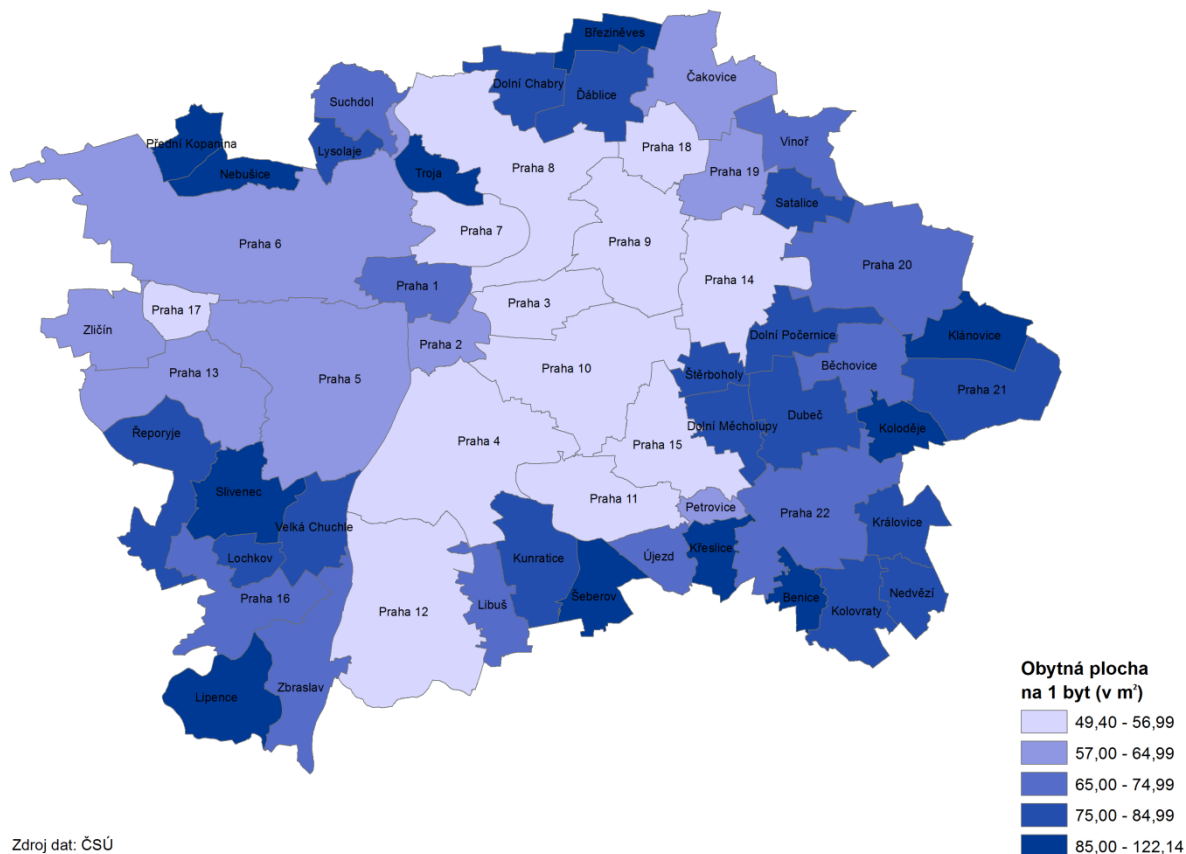 Březiněves
Dolní Chabry
Ďáblice
Čakovice
Suchdol
Přední Kopanina
Lysolaje
Nebušice
Troja
Praha 8
Praha 18
Vinoř
Praha 19
Satalice
Praha 6
Praha 7
Praha 9
Praha 20
Praha 1
Praha 14
Praha 3
Praha 17
Zličín
Praha 2
Dolní Počernice
Klánovice
Praha 13
Praha 5
Praha 10
Štěrboholy
Běchovice
Praha 21
Řeporyje
Praha 4
Praha 15
Dolní Měcholupy
Dubeč
Koloděje
Slivenec
Praha 11
Petrovice
Praha 22
Královice
Velká Chuchle
Lochkov
Kunratice
Újezd
Křeslice
Praha 16
Praha 12
Libuš
Šeberov
Benice
Kolovraty
Nedvězí
Lipence
Zbraslav
Obytná plocha
na 1 byt (v m²)
49,40 - 56,99
57,00 - 64,99
65,00 - 74,99
75,00 - 84,99
85,00 - 122,14
Zdroj dat: ČSÚ